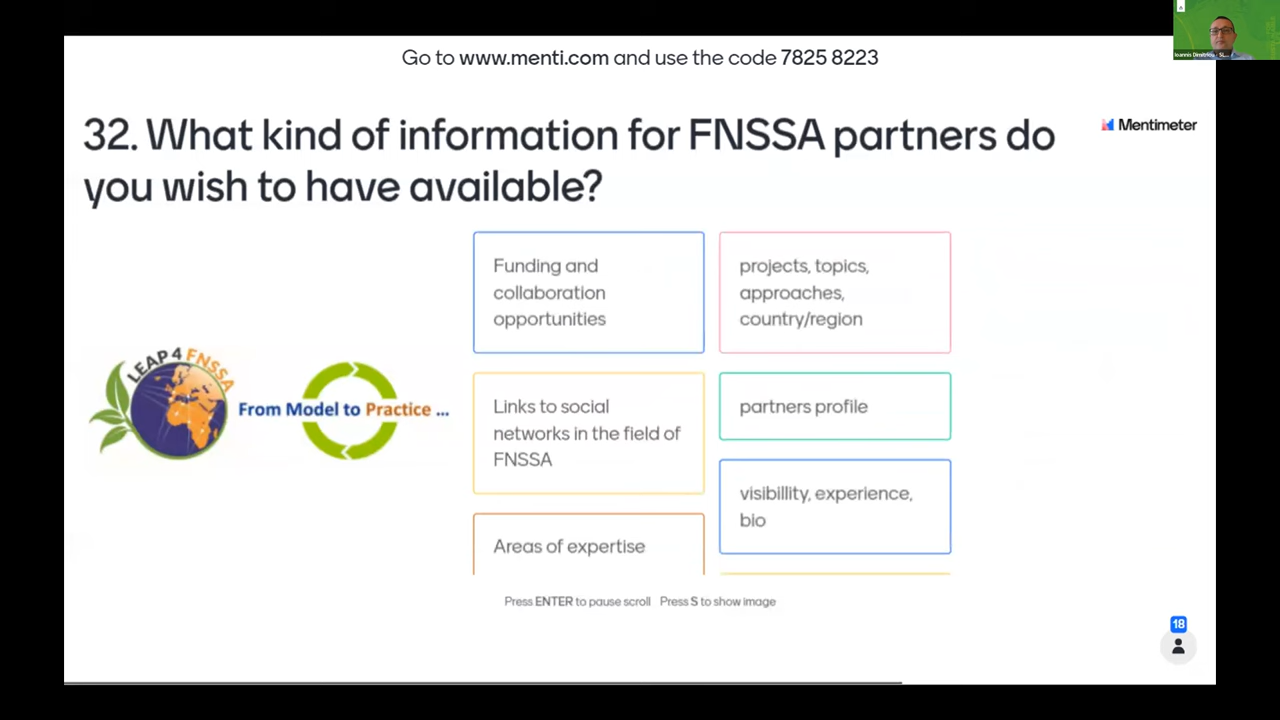 Go to www.menti.com and use the code 7825 8223
32. What kind of information for FNSSA partners do
you wish to have available?
Mentimeter
Funding and
collaboration
opportunities
projects, topics,
approaches,
country/region
LEAP4FNSSA
From Model to Practice ...
Links to social
networks in the field of
FNSSA
partners profile
visibillity, experience,
bio
Areas of expertise
Press ENTER to pause scroll Press S to show image
18